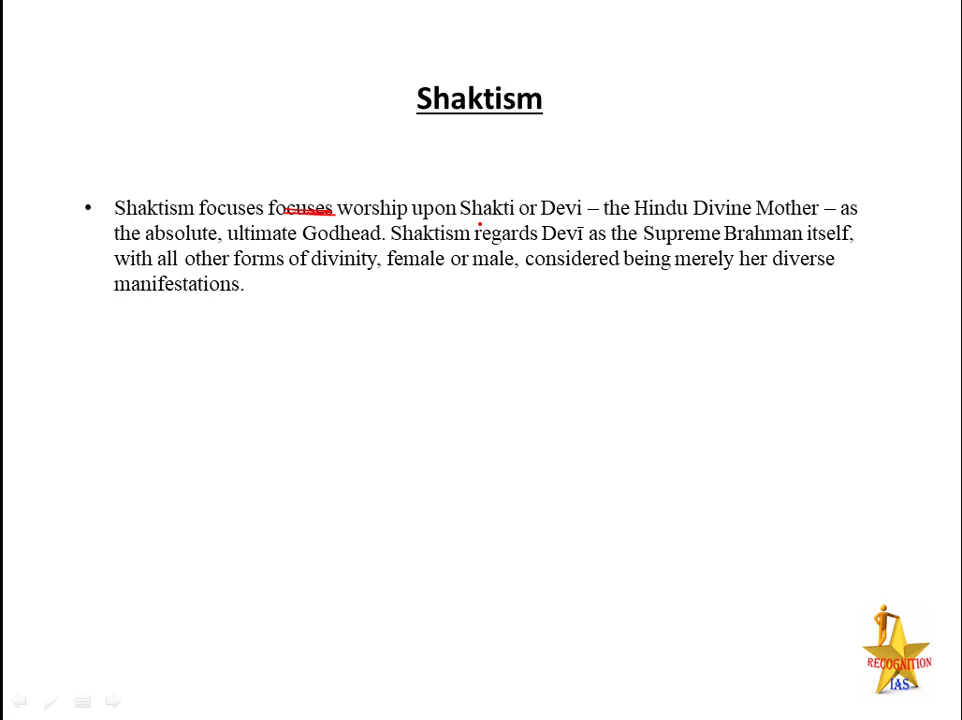 Shaktism
• Shaktism focuses focuses worship upon Shakti or Devi – the Hindu Divine Mother – as
the absolute, ultimate Godhead. Shaktism regards Devī as the Supreme Brahman itself,
with all other forms of divinity, female or male, considered being merely her diverse
manifestations.
RECOGNITION
IAS